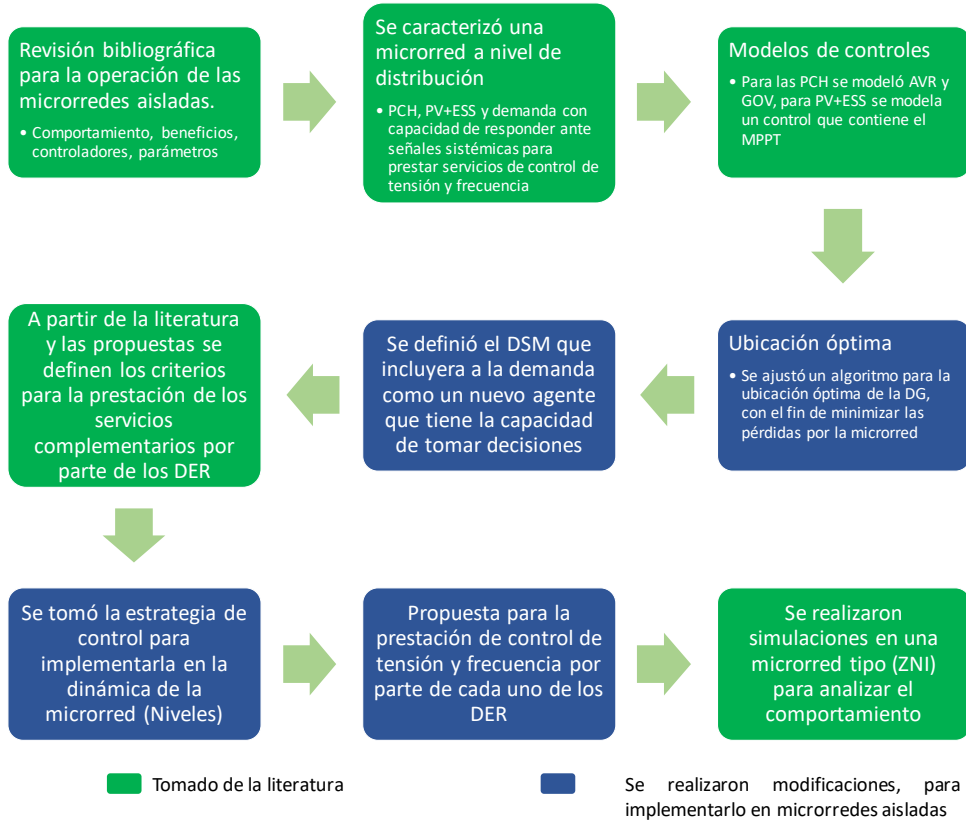 Revisión bibliográfica
para la operación de las
microrredes aisladas.
• Comportamiento, beneficios,
controladores, parámetros
Se caracterizó una
microrred a nivel de
distribución
• PCH, PV+ESS y demanda con
capacidad de responder ante
señales sistémicas para
prestar servicios de control de
tensión y frecuencia
Modelos de controles
• Para las PCH se modeló AVR y
GOV, para PV+ESS se modela
un control que contiene el
MPPT
Ubicación óptima
• Se ajustó un algoritmo para la
ubicación óptima de la DG,
con el fin de minimizar las
pérdidas por la microrred
Se definió el DSM que
incluyera a la demanda
como un nuevo agente
que tiene la capacidad
de tomar decisiones
A partir de la literatura
y las propuestas se
definen los criterios
para la prestación de los
servicios
complementarios por
parte de los DER
Se tomó la estrategia de
control para
implementarla en la
dinámica de la
microrred (Niveles)
Propuesta para la
prestación de control de
tensión y frecuencia por
parte de cada uno de los
DER
Se realizaron
simulaciones en una
microrred tipo (ZNI)
para analizar el
comportamiento
Tomado de la literatura
Se realizaron modificaciones, para
implementarlo en microrredes aisladas